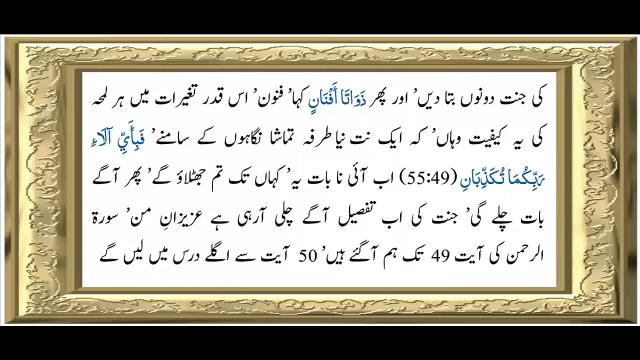 کی جنت دونوں بتا دیں' اور پھر ذَوَاتَا أَفْنَانٍ کہا' فنون' اس قدر تغیرات میں ہر لمحہ
کی یہ کیفیت وہاں' کہ ایک نت نیا طرفہ تماشا نگاہوں کے سامنے' فَبِأَيِّ آلَاءِ
رَبِّكُمَا تُكَذِّبَانِ (55:49) اب آئی نا بات یہ' کہاں تک تم جھٹلاؤ گے' پھر آگے
بات چلے گی' جنت کی اب تفصیل آگے چلی آرہی ہے عزیزانِ من' سورۃ
الرحمن کی آیت 49 تک ہم آگئے ہیں' 50 آیت سے اگلے درس میں لیں گے